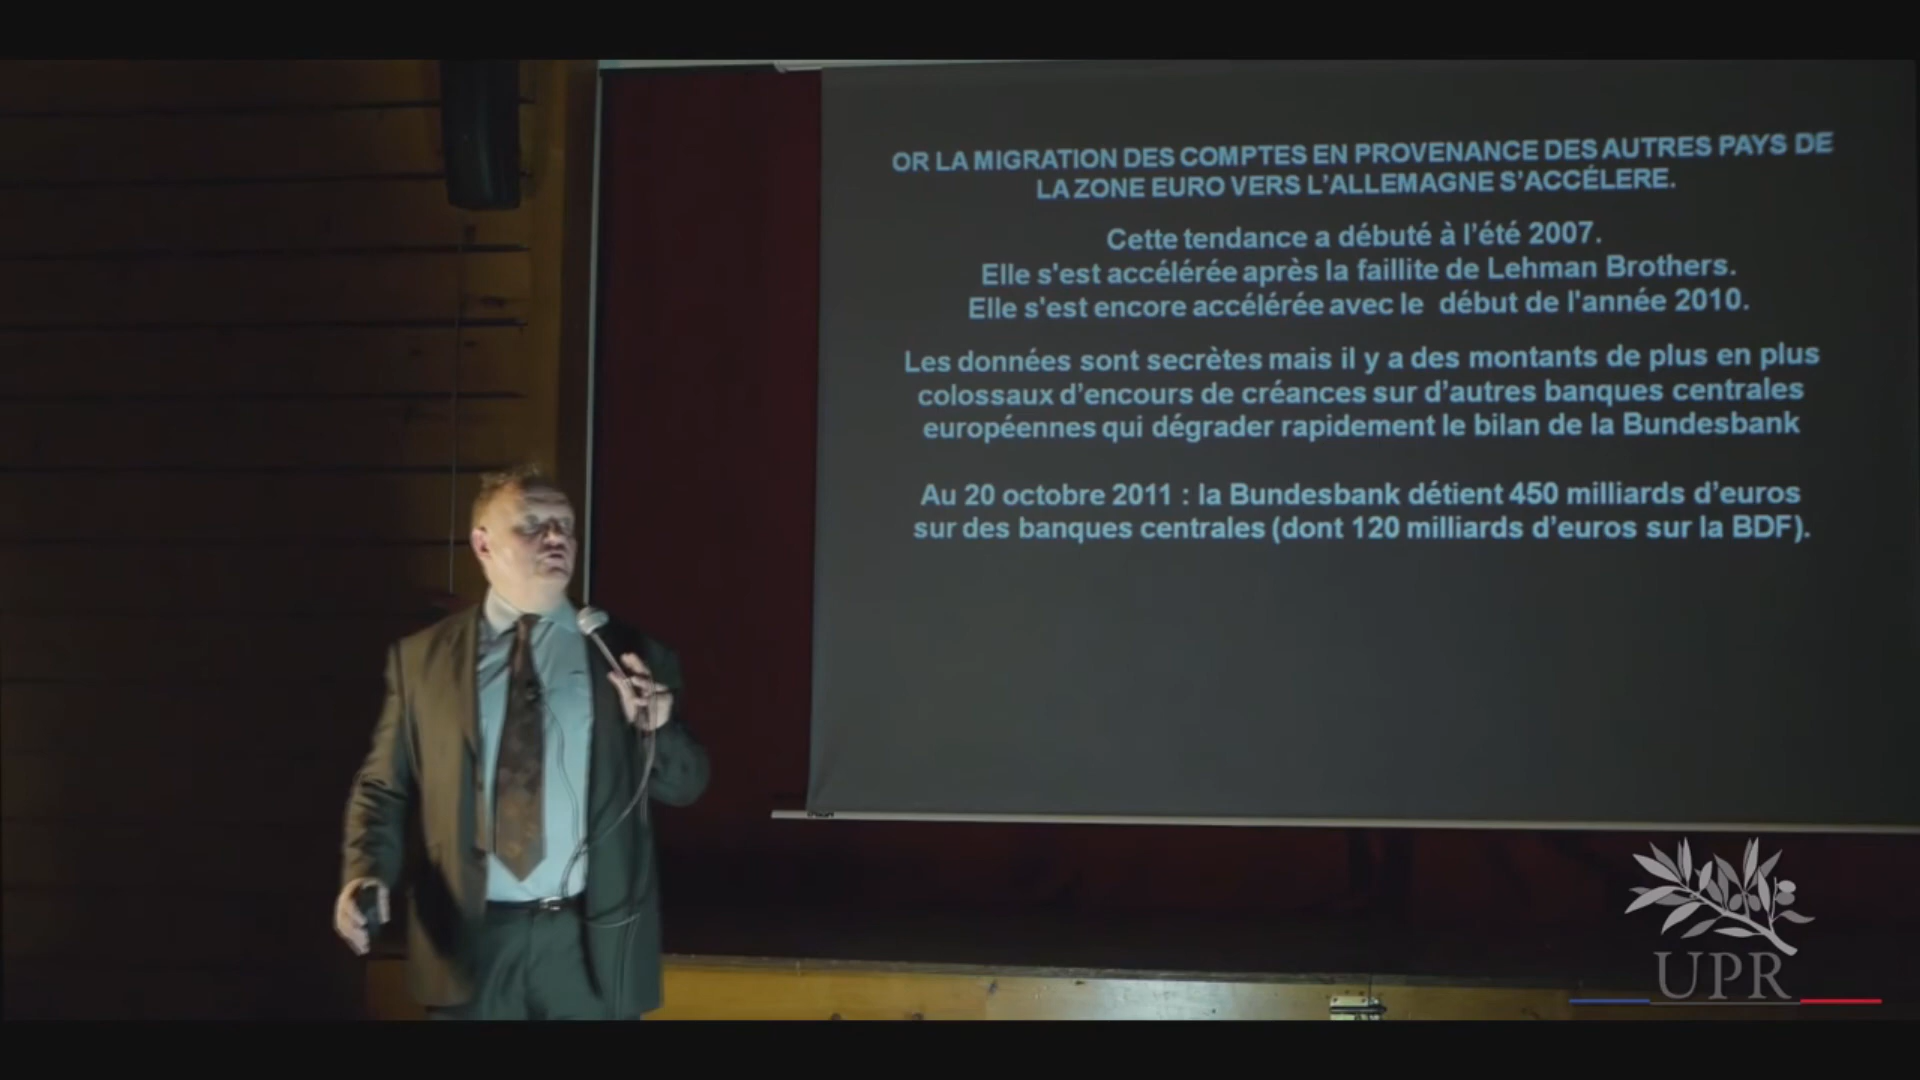 OR LA MIGRATION DES COMPTES EN PROVENANCE DES AUTRES PAYS DE
LA ZONE EURO VERS L'ALLEMAGNE S'ACCÉLERE.
Cette tendance a débuté à l'été 2007.
Elle s'est accélérée après la faillite de Lehman Brothers.
Elle s'est encore accélérée avec le début de l'année 2010.
Les données sont secrètes mais il y a des montants de plus en plus
colossaux d'encours de créances sur d'autres banques centrales
européennes qui dégrader rapidement le bilan de la Bundesbank
Au 20 octobre 2011 : la Bundesbank détient 450 milliards d'euros
sur des banques centrales (dont 120 milliards d'euros sur la BDF).
UPR